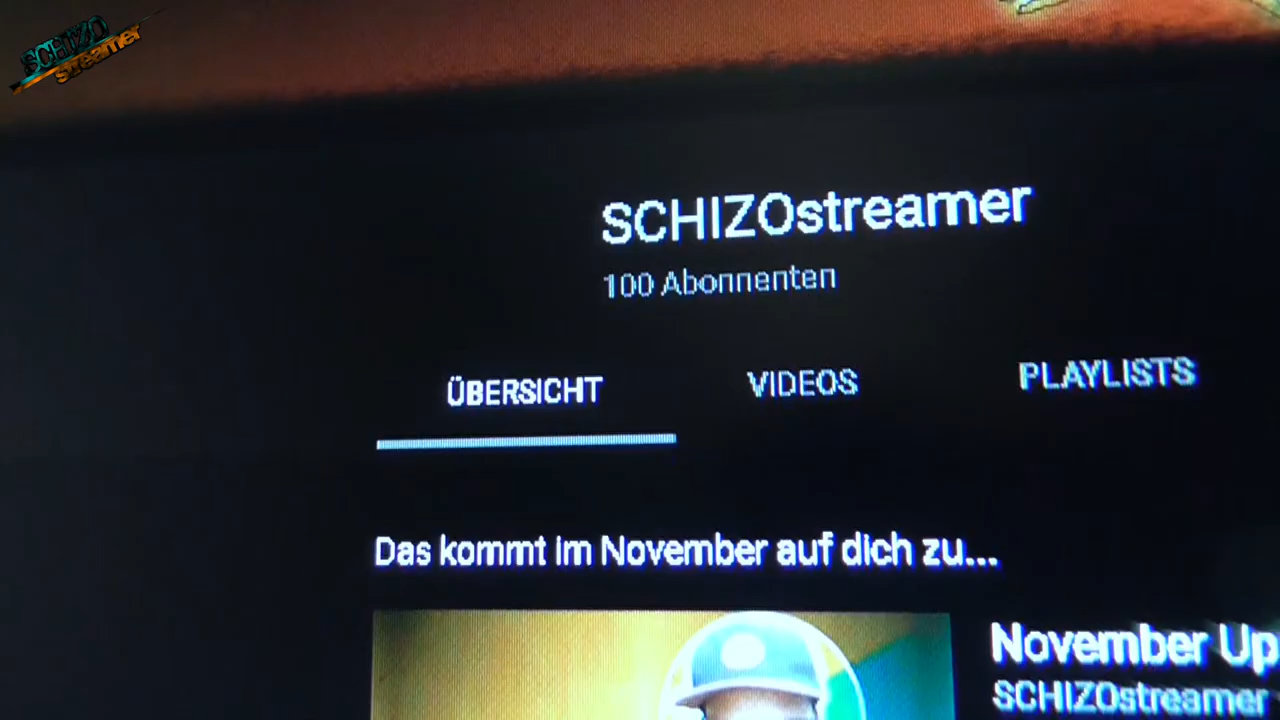 SCHIZO
streamer
SCHIZOstreamer
100 Abonnenten
ÜBERSICHT VIDEOS PLAYLISTS
Das kommt im November auf dich zu...
November Up
SCHIZOstreamer